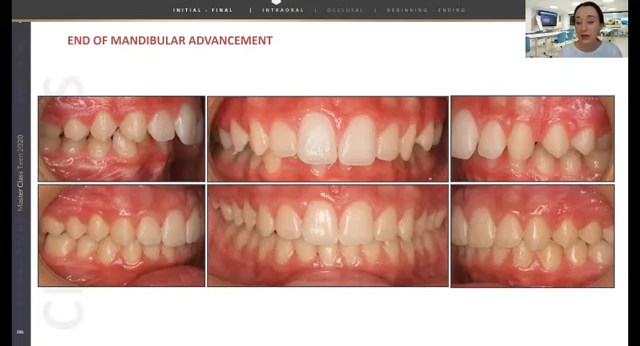 INITIAL - FINAL | INTRAORAL | OCCLUSAL | BEGINNING - ENDING
END OF MANDIBULAR ADVANCEMENT
Master Class Teen 2020